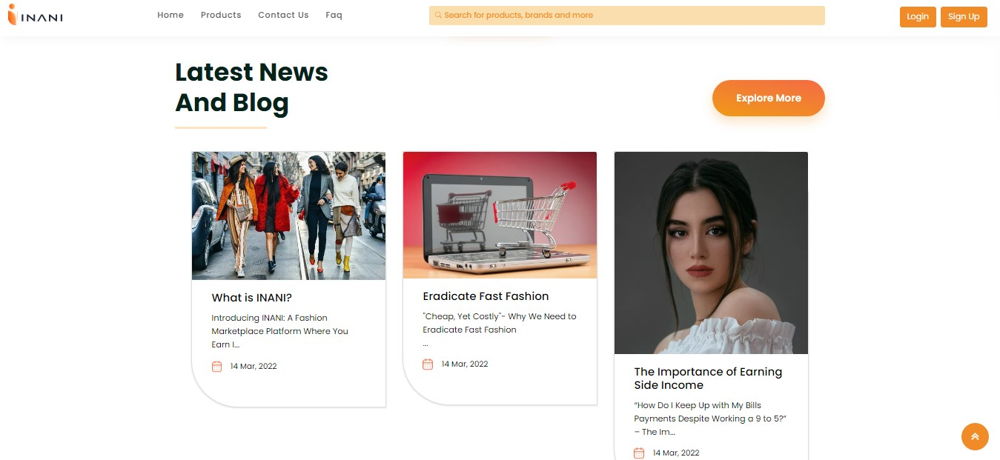 INANI
Home Products Contact Us Faq
Search for products, brands and more
Login Sign Up
Latest News
And Blog
Explore More
What is INANI?
Introducing INANI: A Fashion
Marketplace Platform Where You
Earn I...
14 Mar, 2022
Eradicate Fast Fashion
"Cheap, Yet Costly"- Why We Need to
Eradicate Fast Fashion
...
14 Mar, 2022
The Importance of Earning
Side Income
“How Do I Keep Up with My Bills
Payments Despite Working a 9 to 5?”
– The Im...
14 Mar, 2022